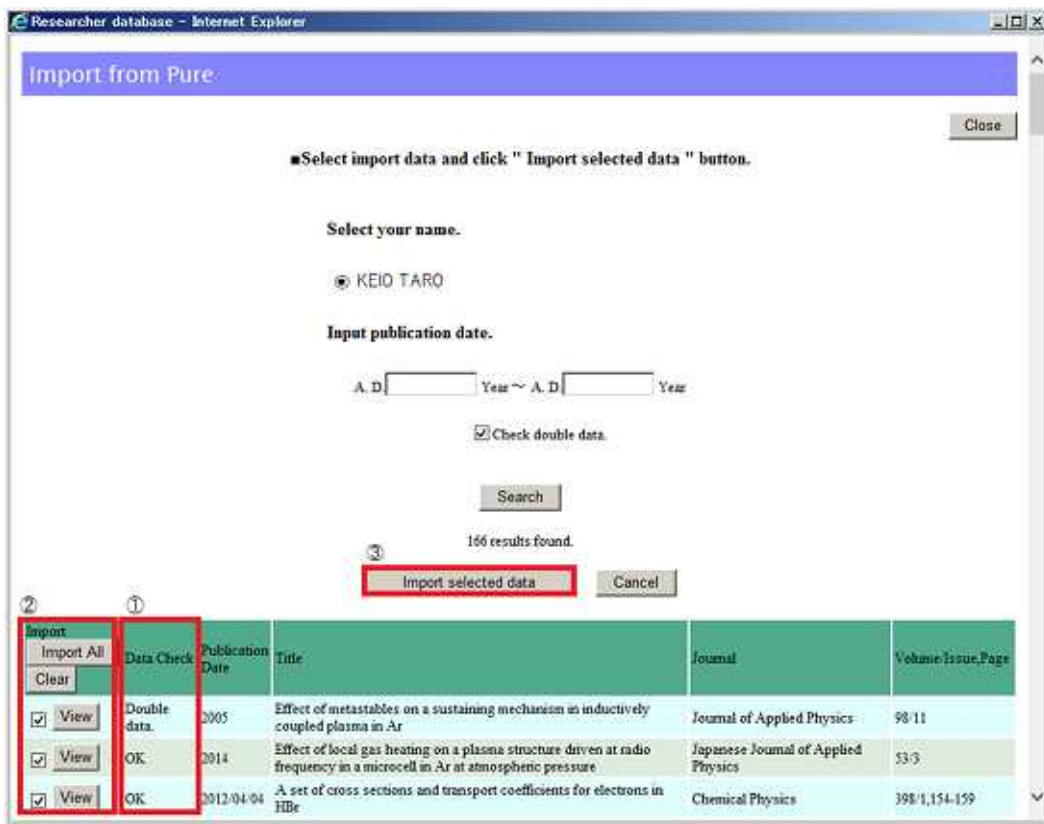 Researcher database - Internet Explorer
Import from Pure
Close
■Select import data and click " Import selected data " button.
Select your name.
KEIO TARO
Input publication date.
A. D. Year ～ A. D. Year
Check double data.
Search
166 results found.
③
Import selected data Cancel
② ①
Import
Import All
Clear
Data Check
Publication
Date
Title
Journal
Volume/Issue,Page
View
Double
data.
2005
Effect of metastables on a sustaining mechanism in inductively
coupled plasma in Ar
Journal of Applied Physics
98/11
View
OK
2014
Effect of local gas heating on a plasma structure driven at radio
frequency in a microcell in Ar at atmospheric pressure
Japanese Journal of Applied
Physics
53/3
View
OK
2012/04/04
A set of cross sections and transport coefficients for electrons in
HBr
Chemical Physics
398/1,154-159